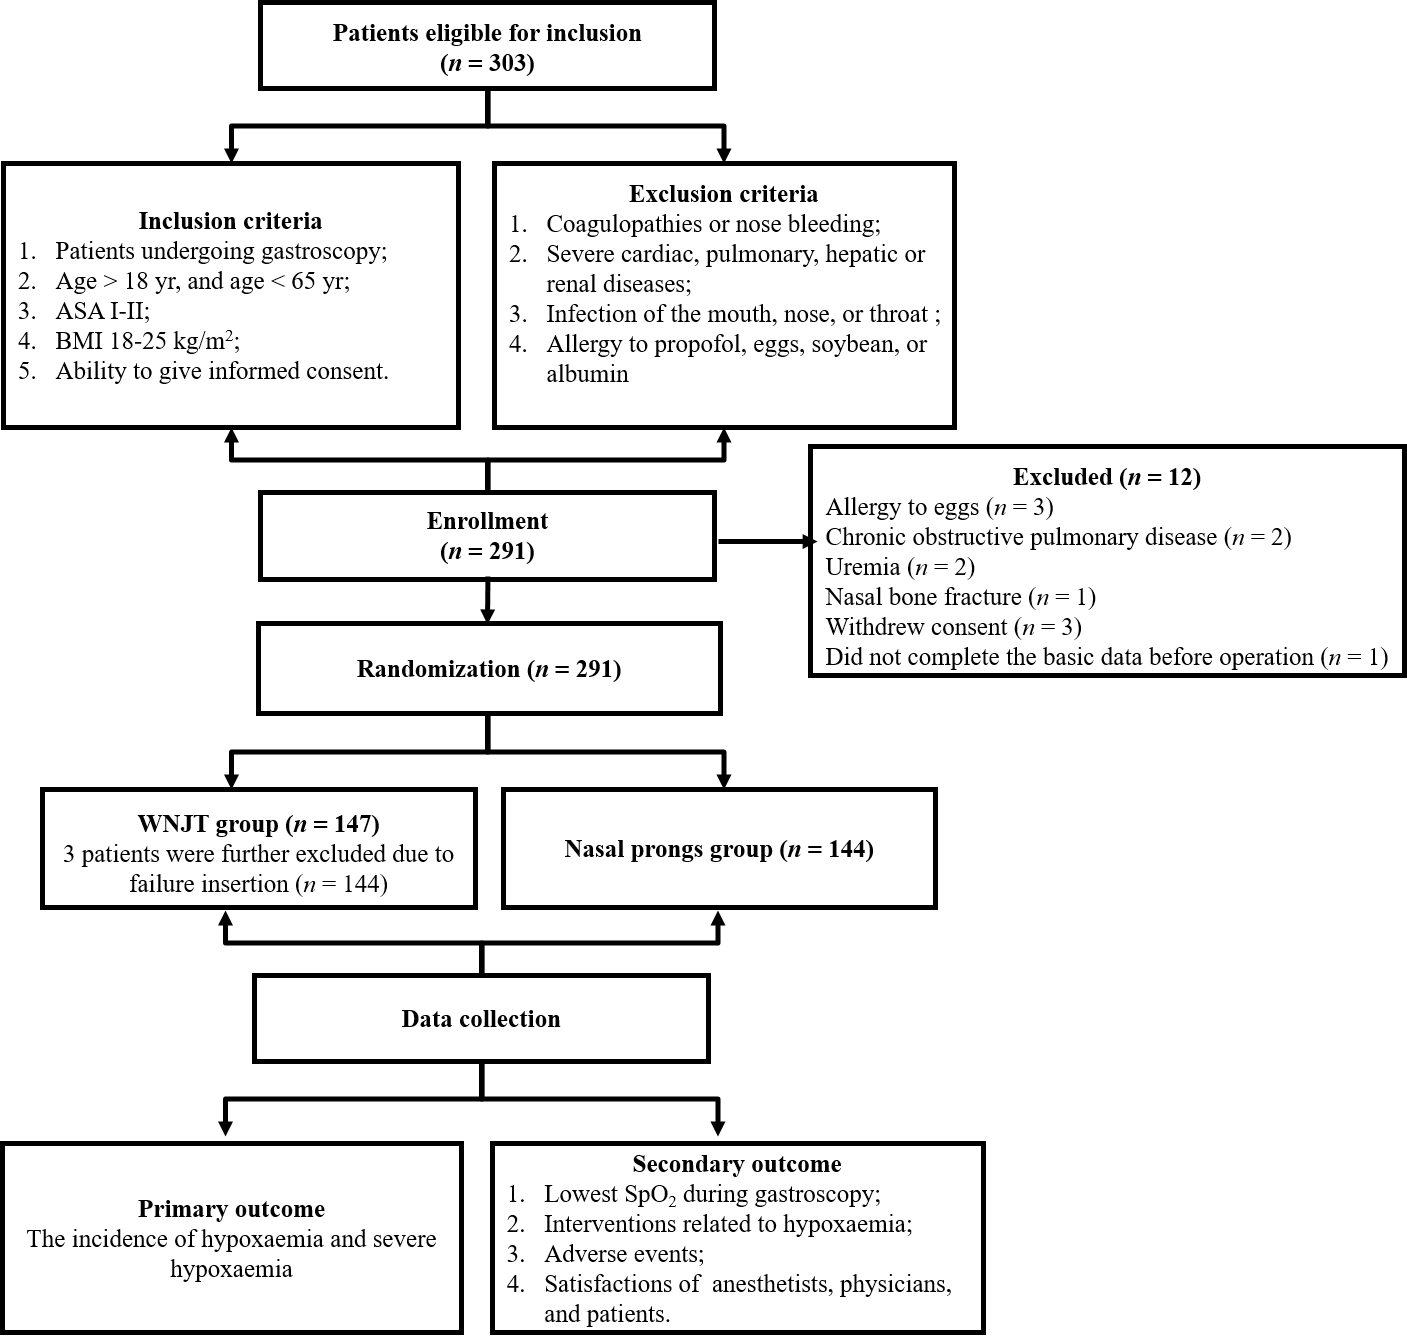 Patients eligible for inclusion
(n = 303)
Inclusion criteria
1. Patients undergoing gastroscopy;
2. Age > 18 yr, and age < 65 yr;
3. ASA I-II;
4. BMI 18-25 kg/m²;
5. Ability to give informed consent.
Exclusion criteria
1. Coagulopathies or nose bleeding;
2. Severe cardiac, pulmonary, hepatic or
renal diseases;
3. Infection of the mouth, nose, or throat ;
4. Allergy to propofol, eggs, soybean, or
albumin
Enrollment
(n = 291)
Excluded (n = 12)
Allergy to eggs (n = 3)
Chronic obstructive pulmonary disease (n = 2)
Uremia (n = 2)
Nasal bone fracture (n = 1)
Withdrew consent (n = 3)
Did not complete the basic data before operation (n = 1)
Randomization (n = 291)
WNJT group (n = 147)
3 patients were further excluded due to
failure insertion (n = 144)
Nasal prongs group (n = 144)
Data collection
Primary outcome
The incidence of hypoxaemia and severe
hypoxaemia
Secondary outcome
1. Lowest SpO₂ during gastroscopy;
2. Interventions related to hypoxaemia;
3. Adverse events;
4. Satisfactions of anesthetists, physicians,
and patients.